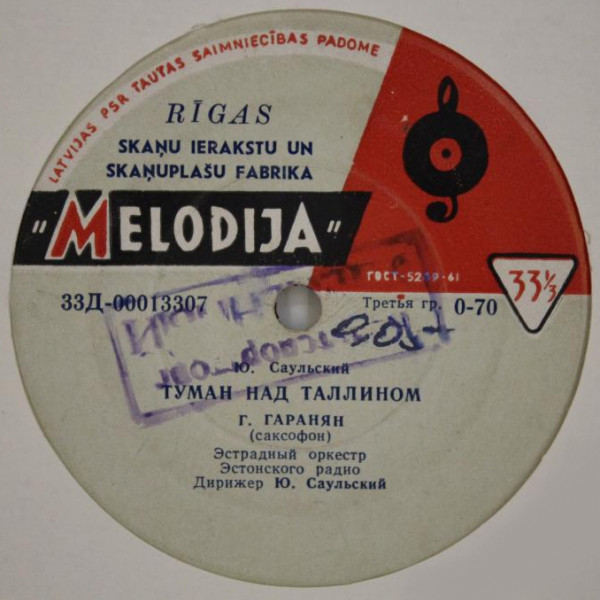 LATVIJAS PSR TAUTAS SAIMNIECĪBAS PADOME
RĪGAS
SKAŅU IERAKSTU UN
SKAŅUPLAŠU FABRIKA
"MELODIJA"
ГОСТ-5289-61
33⅓
33Д-00013307
Третья гр. 0-70
Ю. Саульский
ТУМАН НАД ТАЛЛИНОМ
Г. ГАРАНЯН
(саксофон)
Эстрадный оркестр
Эстонского радио
Дирижер Ю. Саульский